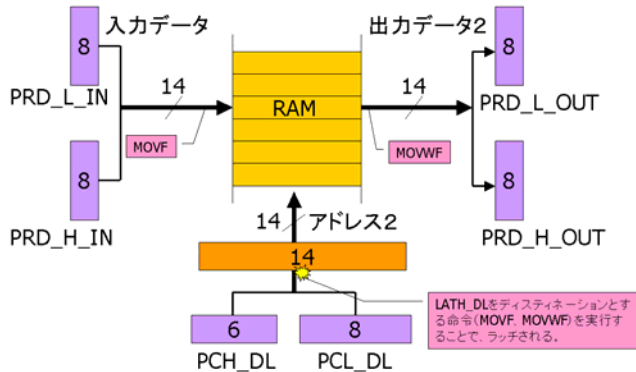 入力データ
出力データ2
8
8
PRD_L_IN
14
RAM
14
PRD_L_OUT
MOVF
MOVWF
8
8
PRD_H_IN
14
アドレス2
PRD_H_OUT
14
LATH_DLをディスティネーションとす
る命令(MOVF、MOVWF)を実行す
ることで、ラッチされる。
6
8
PCH_DL
PCL_DL